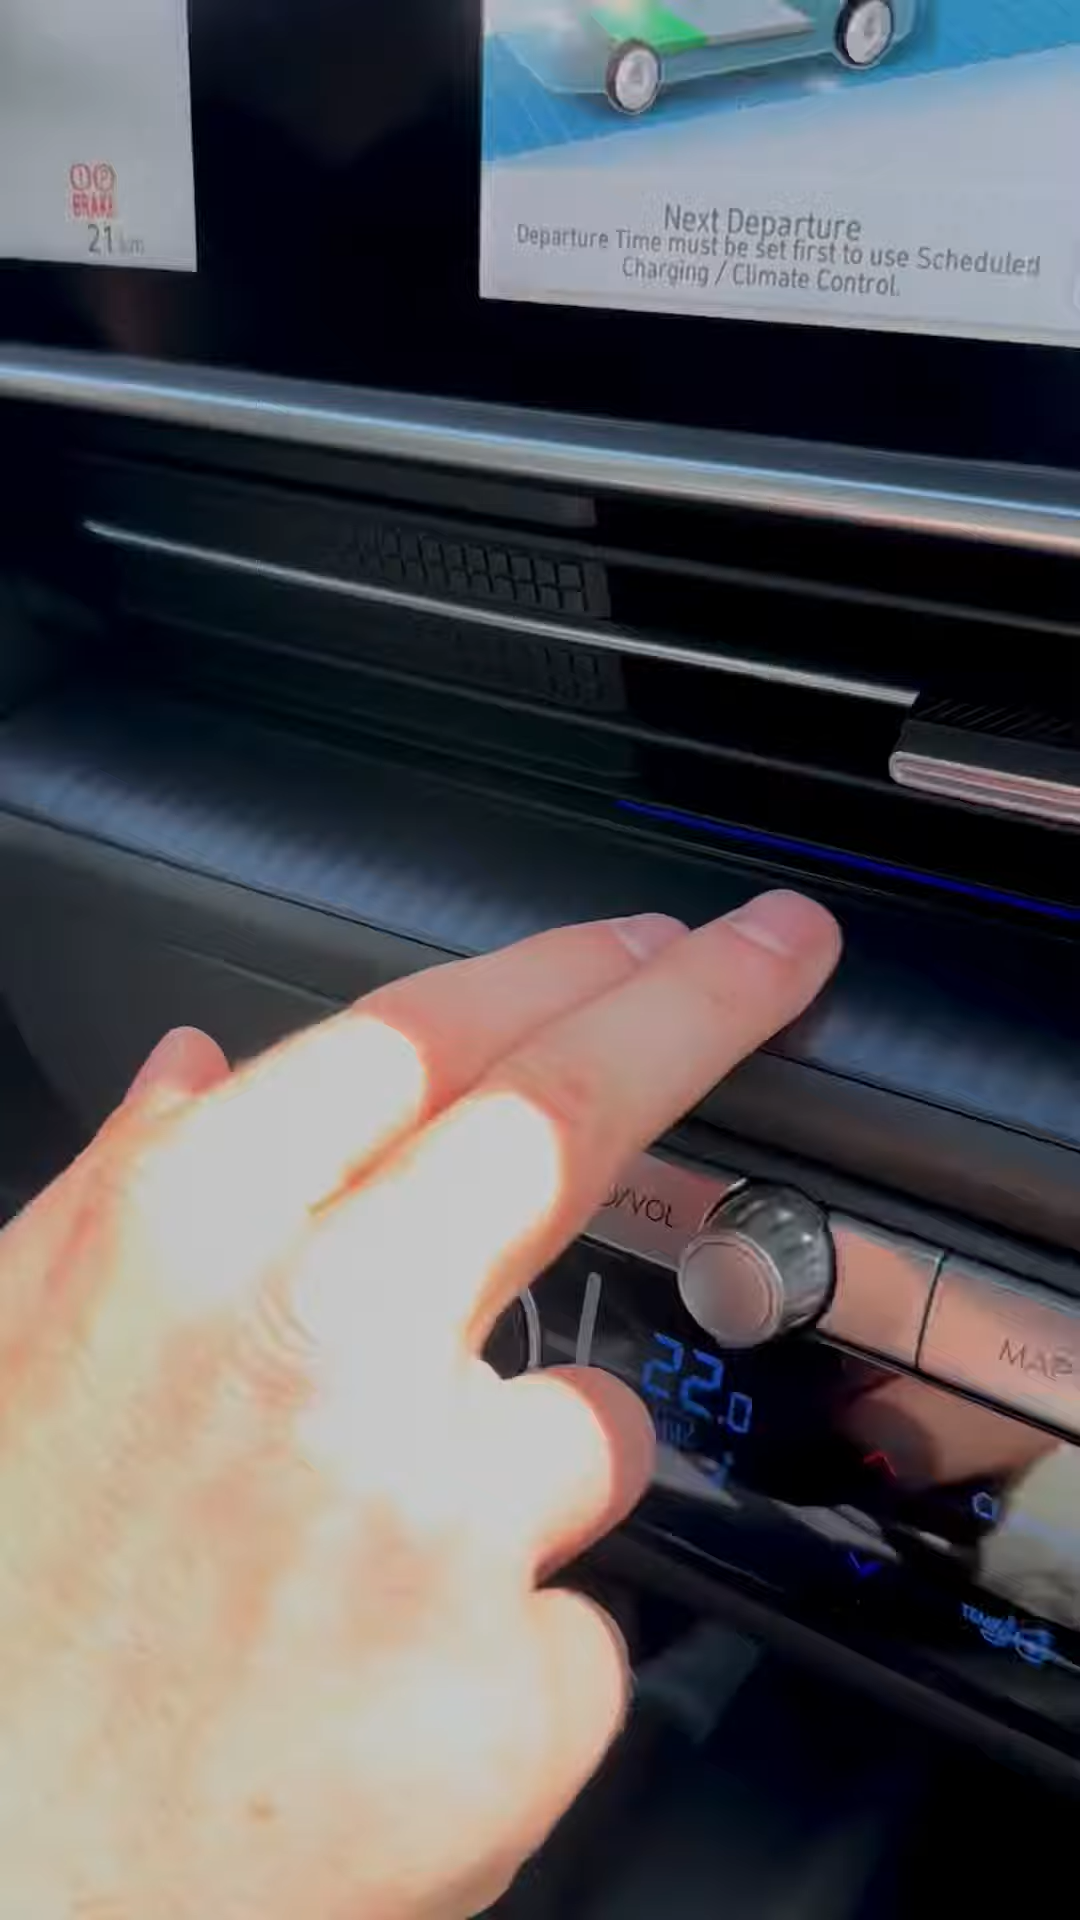 BRAKE
21 km
Next Departure
Departure Time must be set first to use Scheduled
Charging / Climate Control.
VOL
MAP
22.0